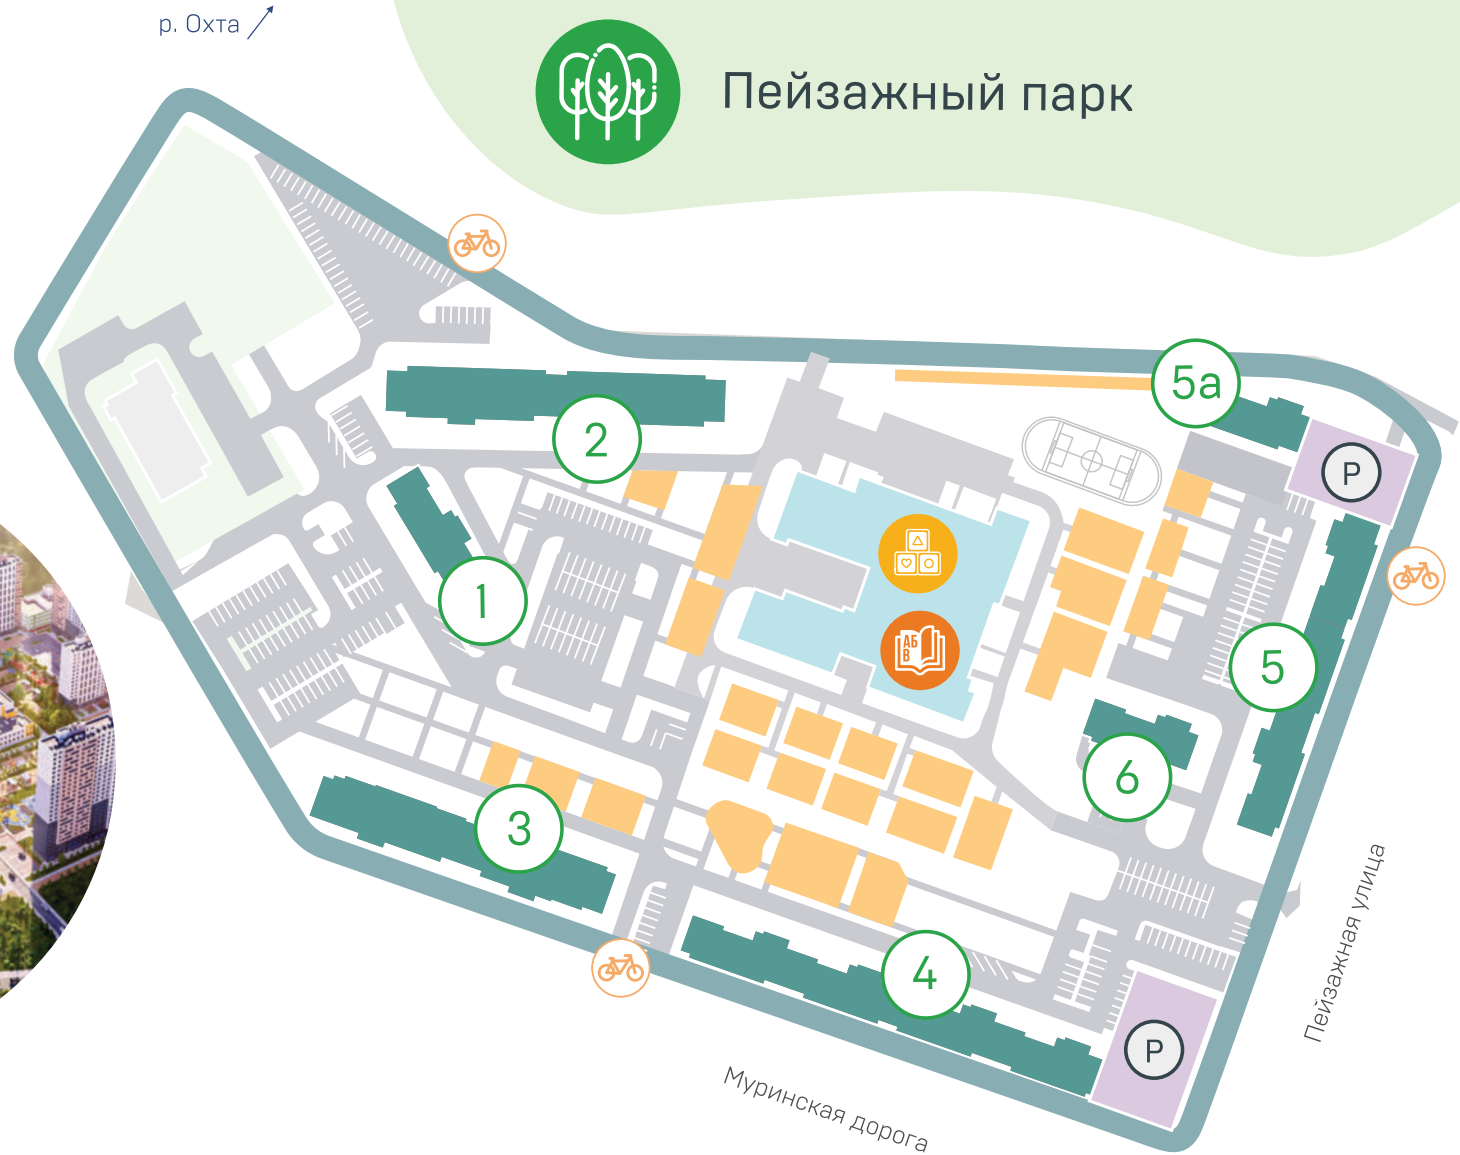 р. Охта
Пейзажный парк
5а
2
P
АБ
В
1
5
6
3
4
P
Пейзажная улица
Муринская дорога